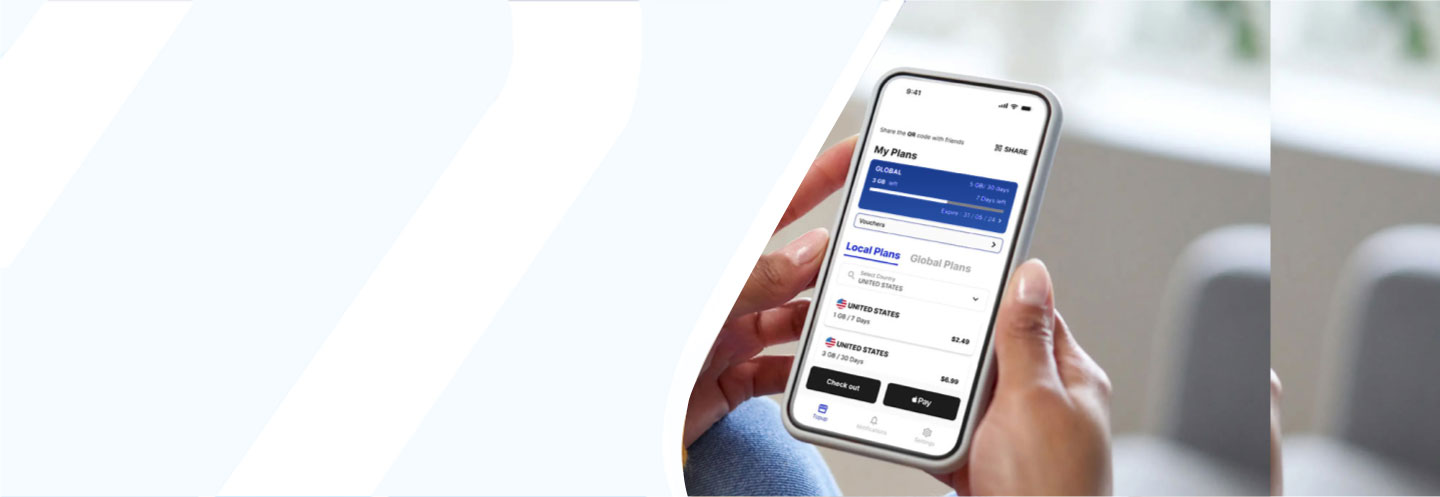 9:41
Share the QR code with friends
SHARE
My Plans
GLOBAL
5 GB/ 30 days
3 GB left
7 Days left
Expire : 31 / 06 / 24 >
Vouchers
Local Plans
Global Plans
Select Country
UNITED STATES
UNITED STATES
1 GB / 7 Days
$2.49
UNITED STATES
3 GB / 30 Days
$6.99
Check out
Pay
Topup
Notifications
Settings